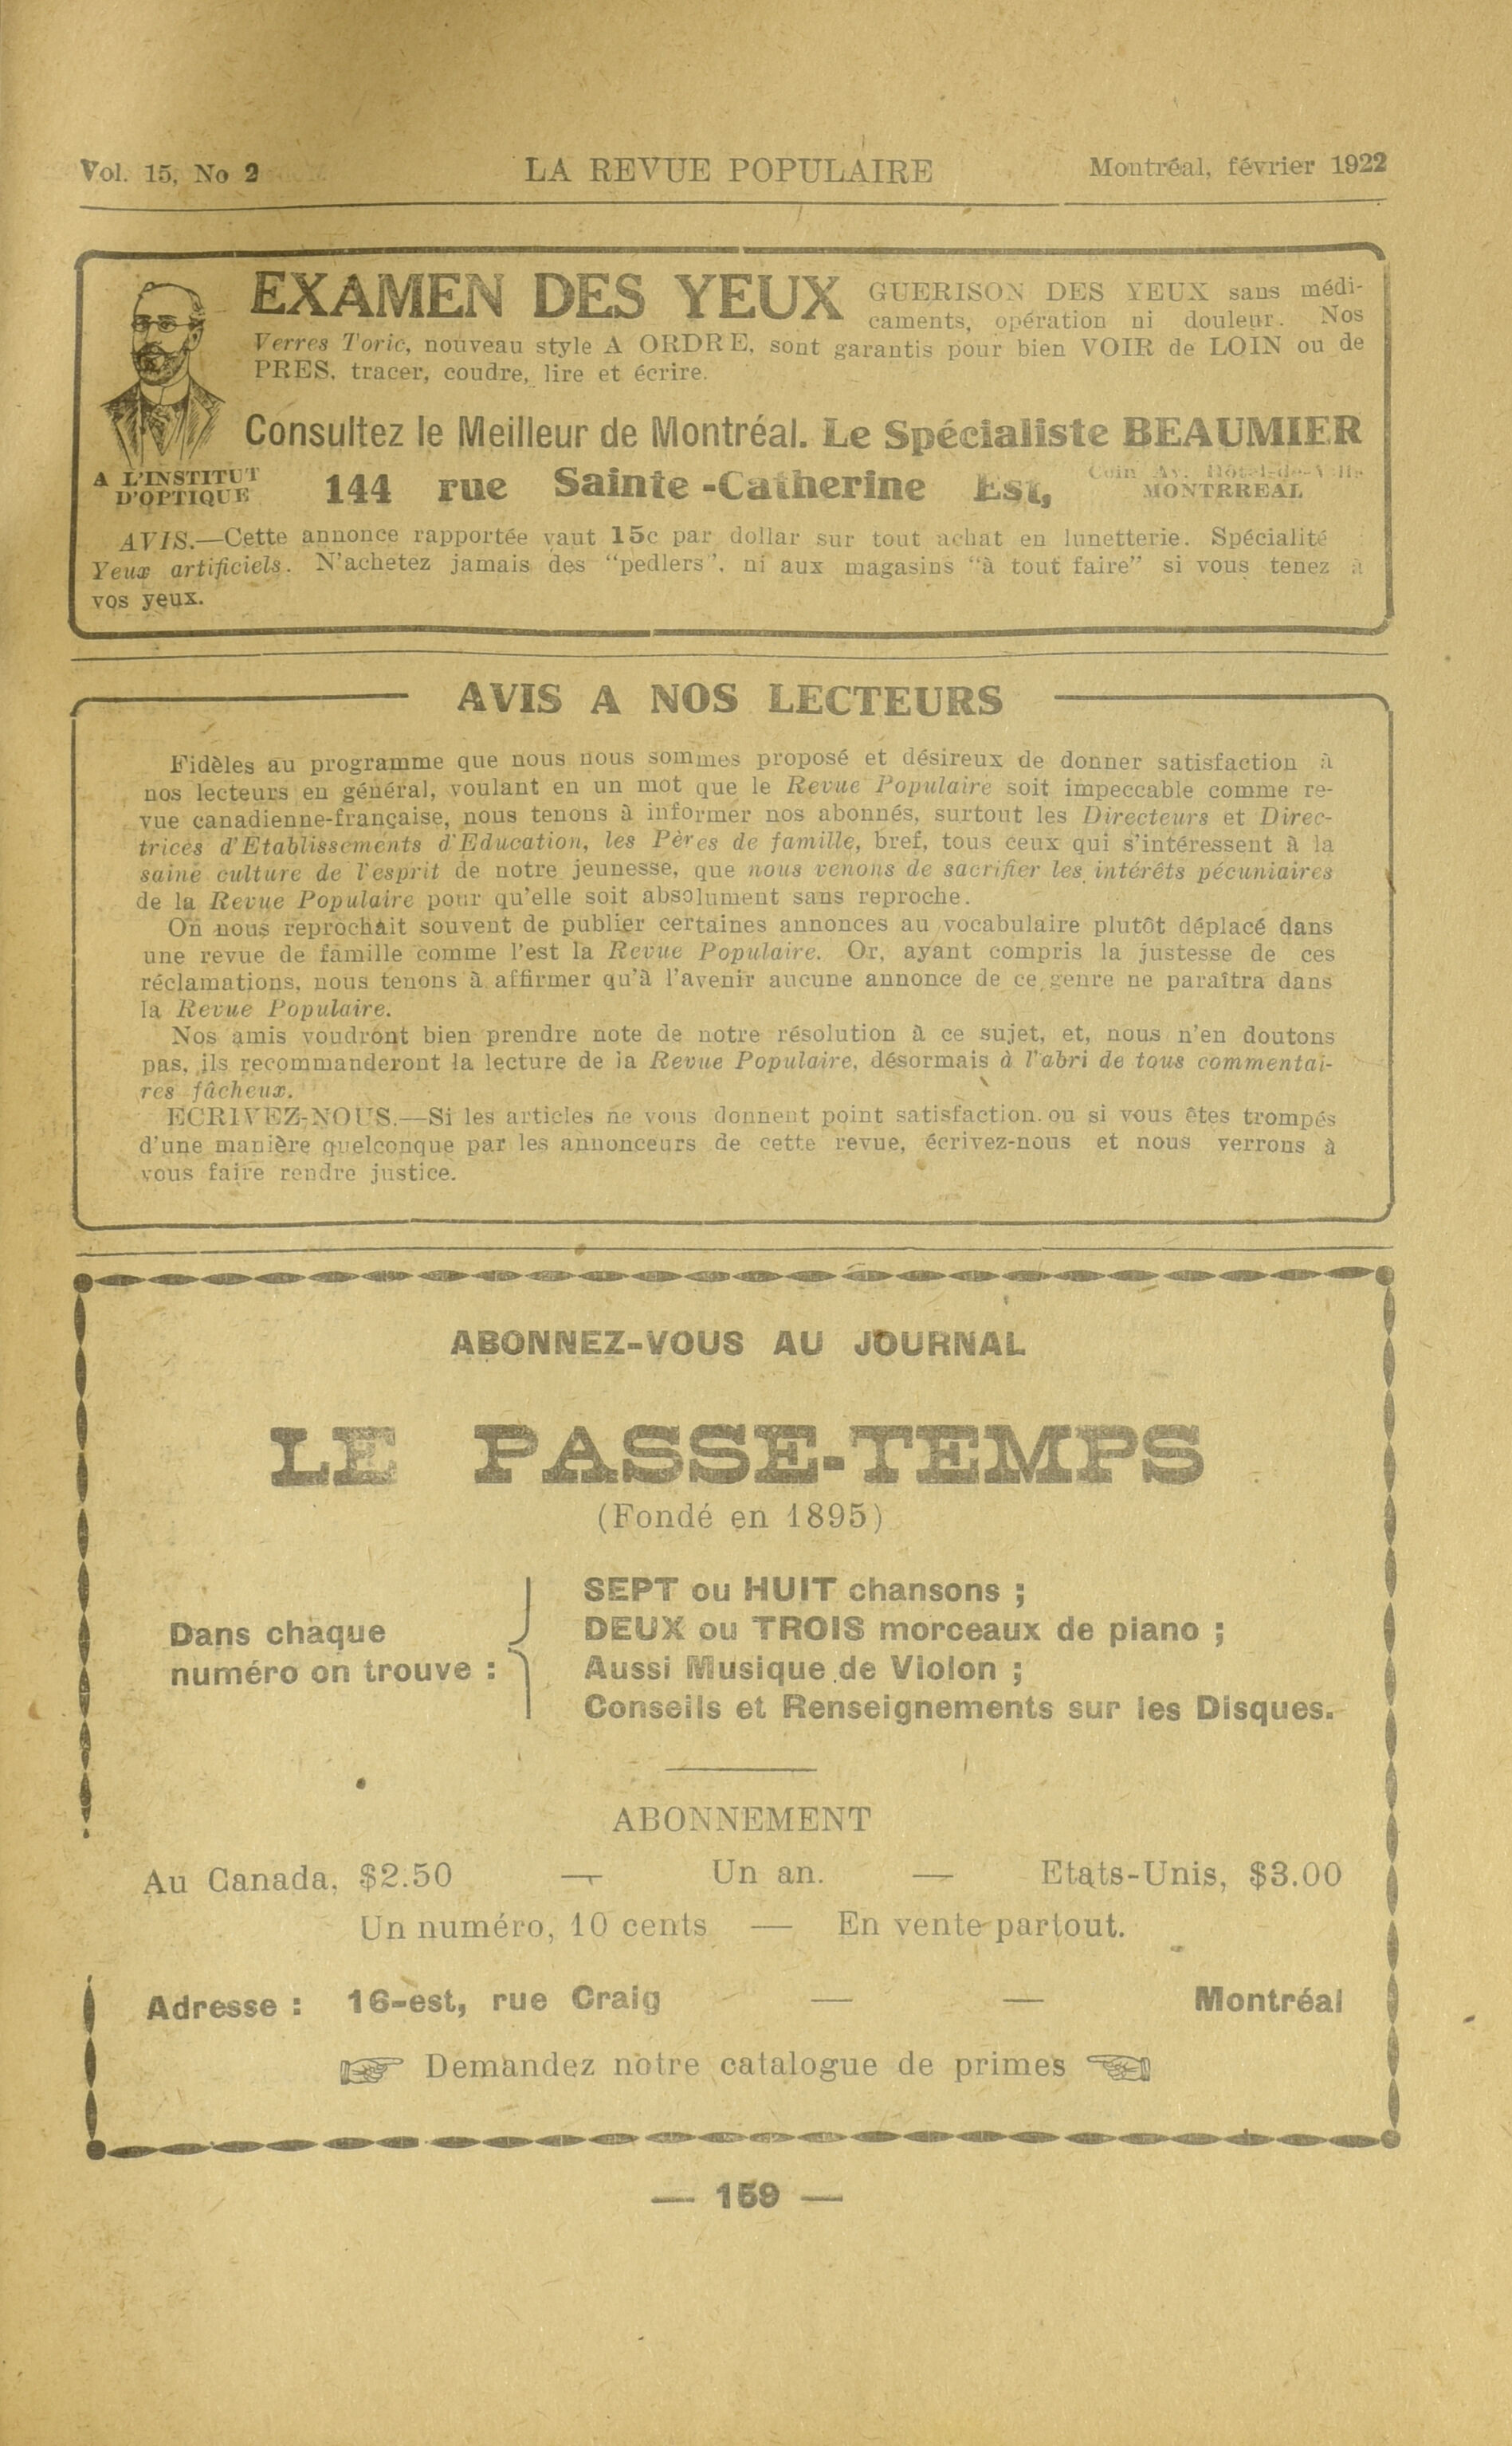 Vol. 15, No 2 LA REVUE POPULAIRE Montréal, février 1922
EXAMEN DES YEUX GUERISON DES YEUX sans médi-
caments, opération ni douleur. Nos
Verres Toric, nouveau style A ORDRE, sont garantis pour bien VOIR de LOIN ou de
PRES, tracer, coudre, lire et écrire.
Consultez le Meilleur de Montréal. Le Spécialiste BEAUMIER
A L'INSTITUT
D'OPTIQUE
144 rue Sainte-Catherine Est,
Coin Av. Hôtel-de-Ville
MONTRREAL
AVIS.—Cette annonce rapportée vaut 15c par dollar sur tout achat en lunetterie. Spécialité
Yeux artificiels. N'achetez jamais des "pedlers", ni aux magasins "à tout faire" si vous tenez à
vos yeux.
AVIS A NOS LECTEURS
Fidèles au programme que nous nous sommes proposé et désireux de donner satisfaction à
nos lecteurs en général, voulant en un mot que le Revue Populaire soit impeccable comme re-
vue canadienne-française, nous tenons à informer nos abonnés, surtout les Directeurs et Direc-
trices d'Etablissements d'Education, les Pères de famille, bref, tous ceux qui s'intéressent à la
saine culture de l'esprit de notre jeunesse, que nous venons de sacrifier les intérêts pécuniaires
de la Revue Populaire pour qu'elle soit absolument sans reproche.
On nous reprochait souvent de publier certaines annonces au vocabulaire plutôt déplacé dans
une revue de famille comme l'est la Revue Populaire. Or, ayant compris la justesse de ces
réclamations, nous tenons à affirmer qu'à l'avenir aucune annonce de ce genre ne paraîtra dans
la Revue Populaire.
Nos amis voudront bien prendre note de notre résolution à ce sujet, et, nous n'en doutons
pas, ils recommanderont la lecture de la Revue Populaire, désormais à l'abri de tous commentai-
res fâcheux.
ECRIVEZ-NOUS.—Si les articles ne vous donnent point satisfaction ou si vous êtes trompés
d'une manière quelconque par les annonceurs de cette revue, écrivez-nous et nous verrons à
vous faire rendre justice.
ABONNEZ-VOUS AU JOURNAL
LE PASSE-TEMPS
(Fondé en 1895)
Dans chaque
numéro on trouve :
SEPT ou HUIT chansons ;
DEUX ou TROIS morceaux de piano ;
Aussi Musique de Violon ;
Conseils et Renseignements sur les Disques.
ABONNEMENT
Au Canada, $2.50 — Un an. — Etats-Unis, $3.00
Un numéro, 10 cents — En vente partout.
Adresse : 16-est, rue Craig — — Montréal
Demandez notre catalogue de primes
— 159 —